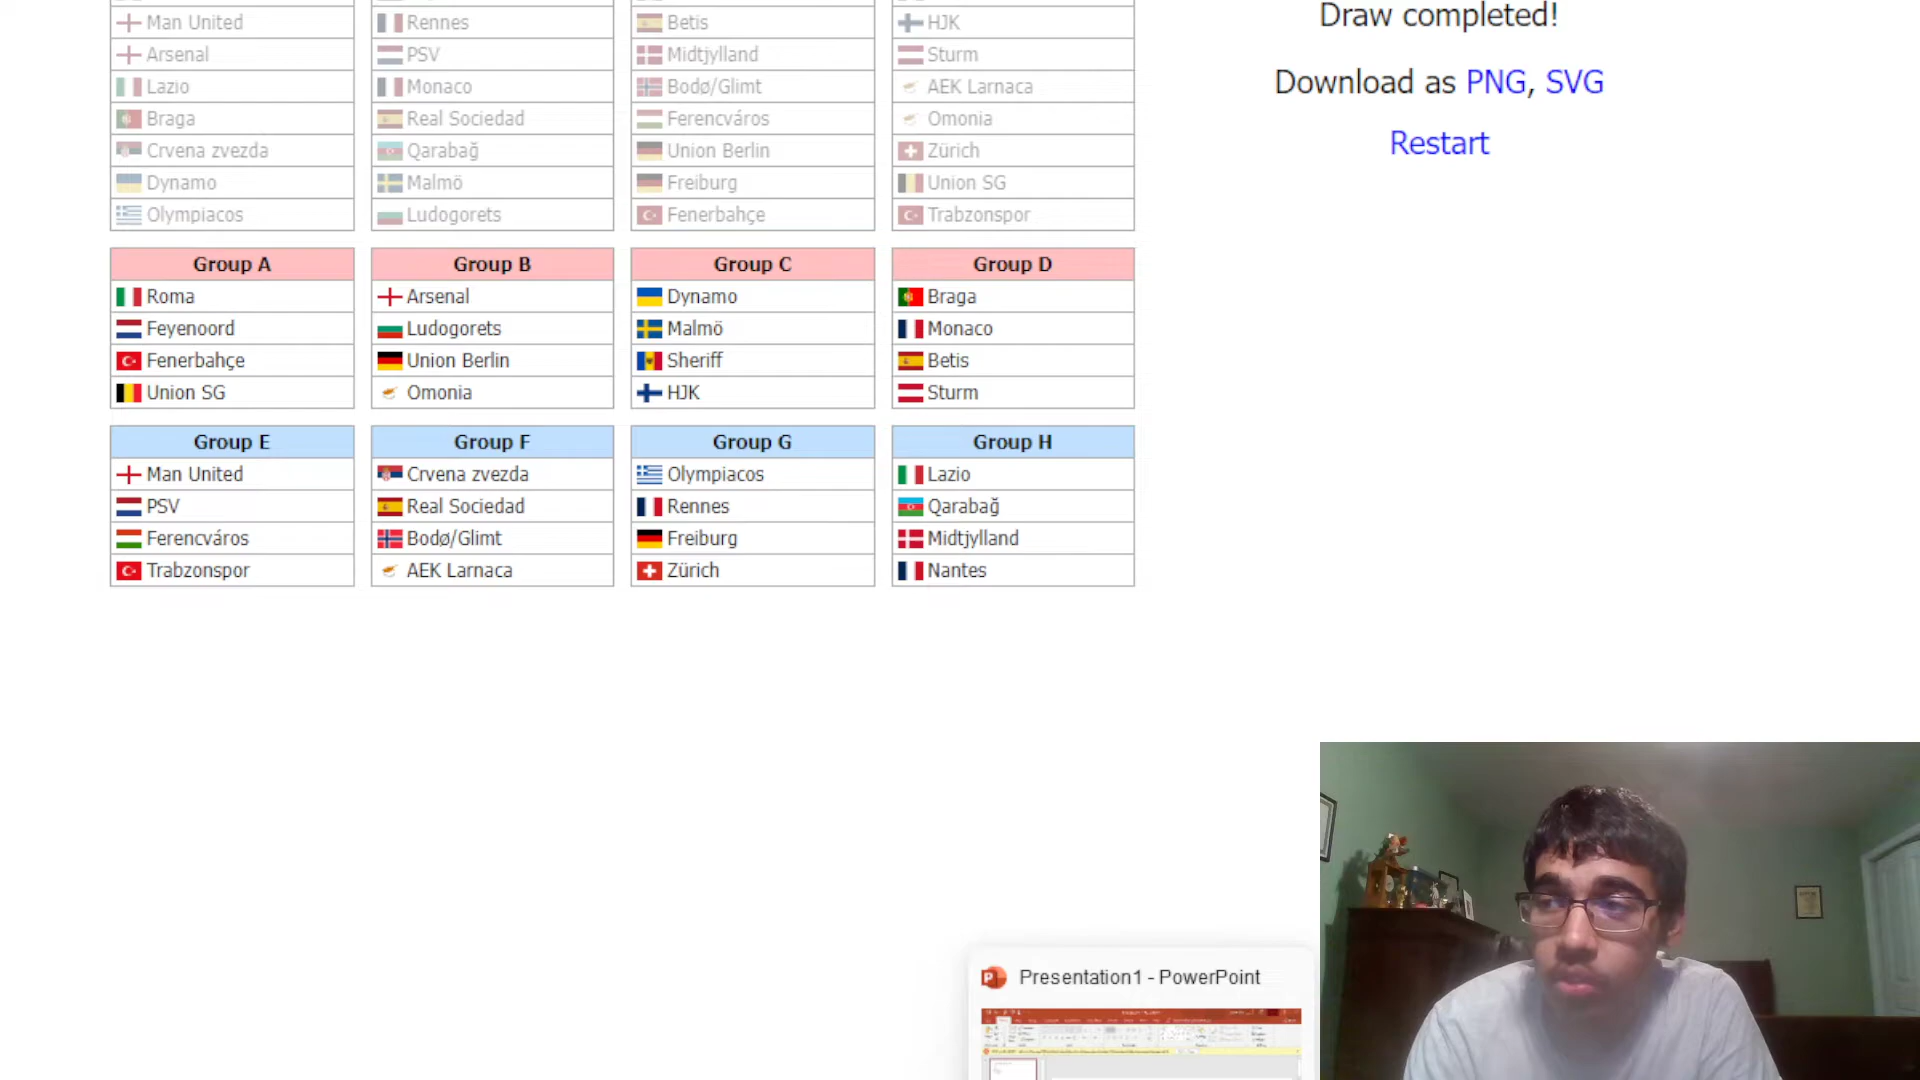 Man United Rennes Betis HJK
Arsenal PSV Midtjylland Sturm
Lazio Monaco Bodø/Glimt AEK Larnaca
Braga Real Sociedad Ferencváros Omonia
Crvena zvezda Qarabağ Union Berlin Zürich
Dynamo Malmö Freiburg Union SG
Olympiacos Ludogorets Fenerbahçe Trabzonspor
Group A Group B Group C Group D
Roma Arsenal Dynamo Braga
Feyenoord Ludogorets Malmö Monaco
Fenerbahçe Union Berlin Sheriff Betis
Union SG Omonia HJK Sturm
Group E Group F Group G Group H
Man United Crvena zvezda Olympiacos Lazio
PSV Real Sociedad Rennes Qarabağ
Ferencváros Bodø/Glimt Freiburg Midtjylland
Trabzonspor AEK Larnaca Zürich Nantes
Draw completed!
Download as PNG, SVG
Restart
Presentation1 - PowerPoint